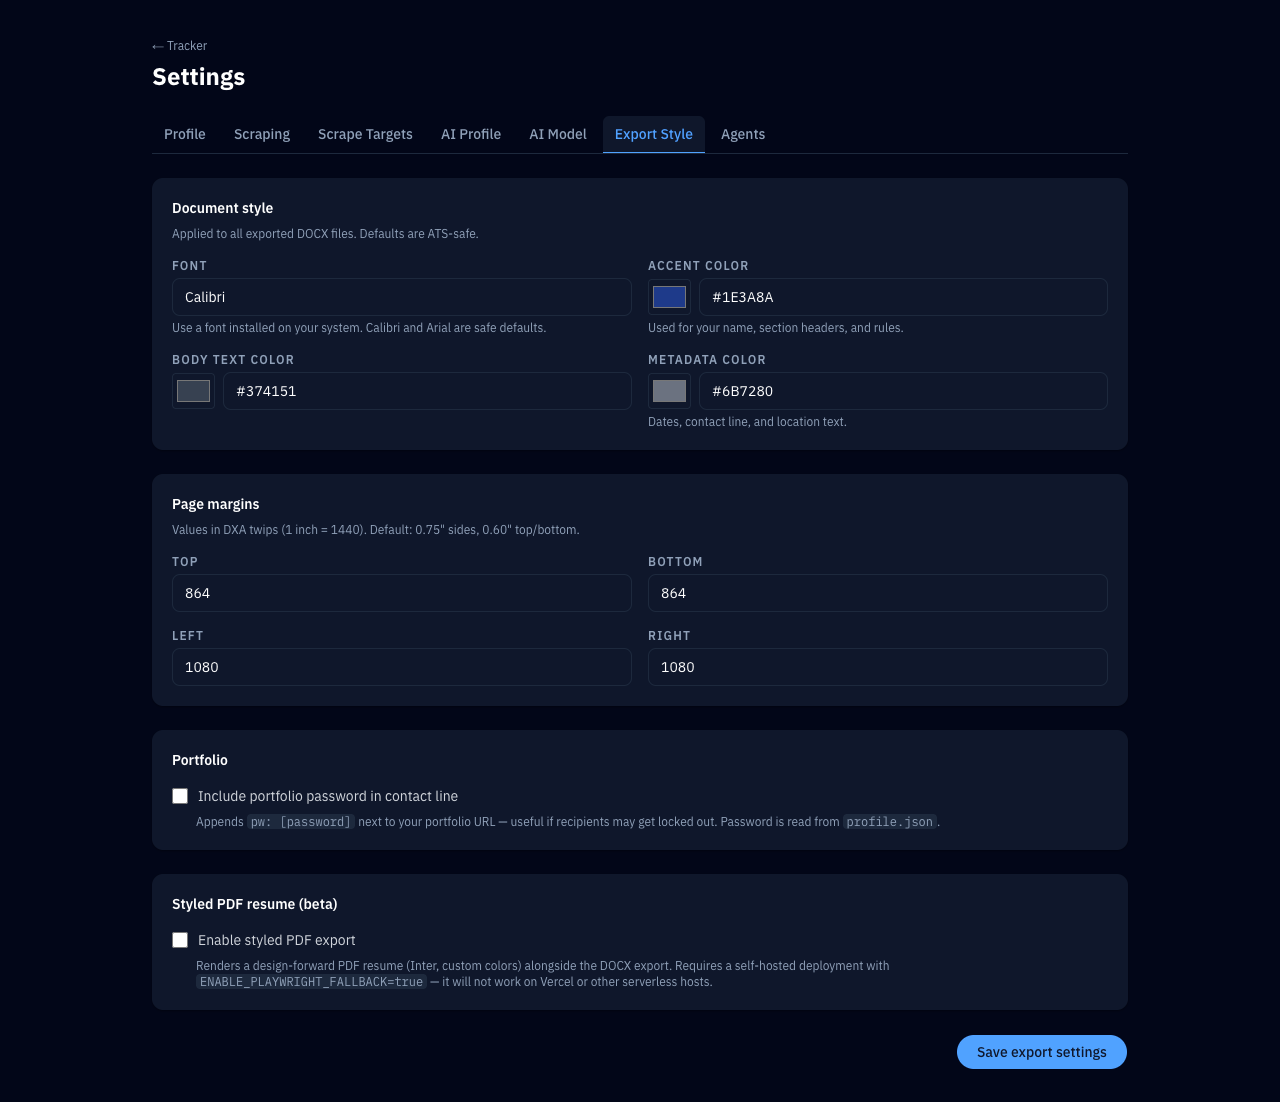 ← Tracker
Settings
Profile Scraping Scrape Targets AI Profile AI Model Export Style Agents
Document style
Applied to all exported DOCX files. Defaults are ATS-safe.
FONT
Calibri
Use a font installed on your system. Calibri and Arial are safe defaults.
ACCENT COLOR
#1E3A8A
Used for your name, section headers, and rules.
BODY TEXT COLOR
#374151
METADATA COLOR
#6B7280
Dates, contact line, and location text.
Page margins
Values in DXA twips (1 inch = 1440). Default: 0.75" sides, 0.60" top/bottom.
TOP
864
BOTTOM
864
LEFT
1080
RIGHT
1080
Portfolio
Include portfolio password in contact line
Appends pw: [password] next to your portfolio URL — useful if recipients may get locked out. Password is read from profile.json.
Styled PDF resume (beta)
Enable styled PDF export
Renders a design-forward PDF resume (Inter, custom colors) alongside the DOCX export. Requires a self-hosted deployment with
ENABLE_PLAYWRIGHT_FALLBACK=true — it will not work on Vercel or other serverless hosts.
Save export settings